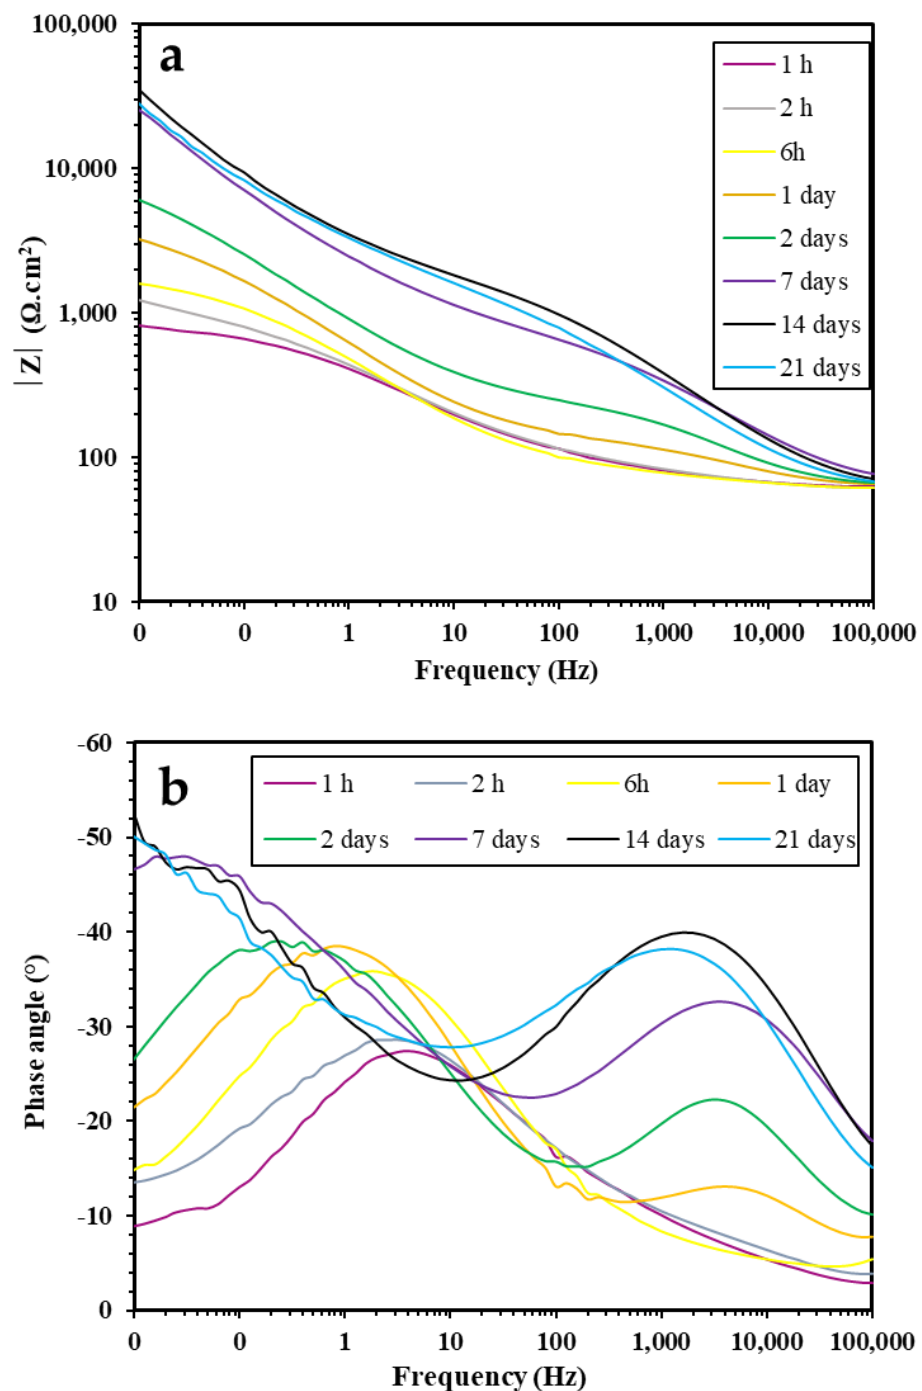 a
100,000
10,000
1,000
100
10
|Z| (Ω.cm²)
1 h
2 h
6h
1 day
2 days
7 days
14 days
21 days
0 0 1 10 100 1,000 10,000 100,000
Frequency (Hz)
b
-60
-50
-40
-30
-20
-10
0
Phase angle (°)
1 h 2 h 6h 1 day
2 days 7 days 14 days 21 days
0 0 1 10 100 1,000 10,000 100,000
Frequency (Hz)